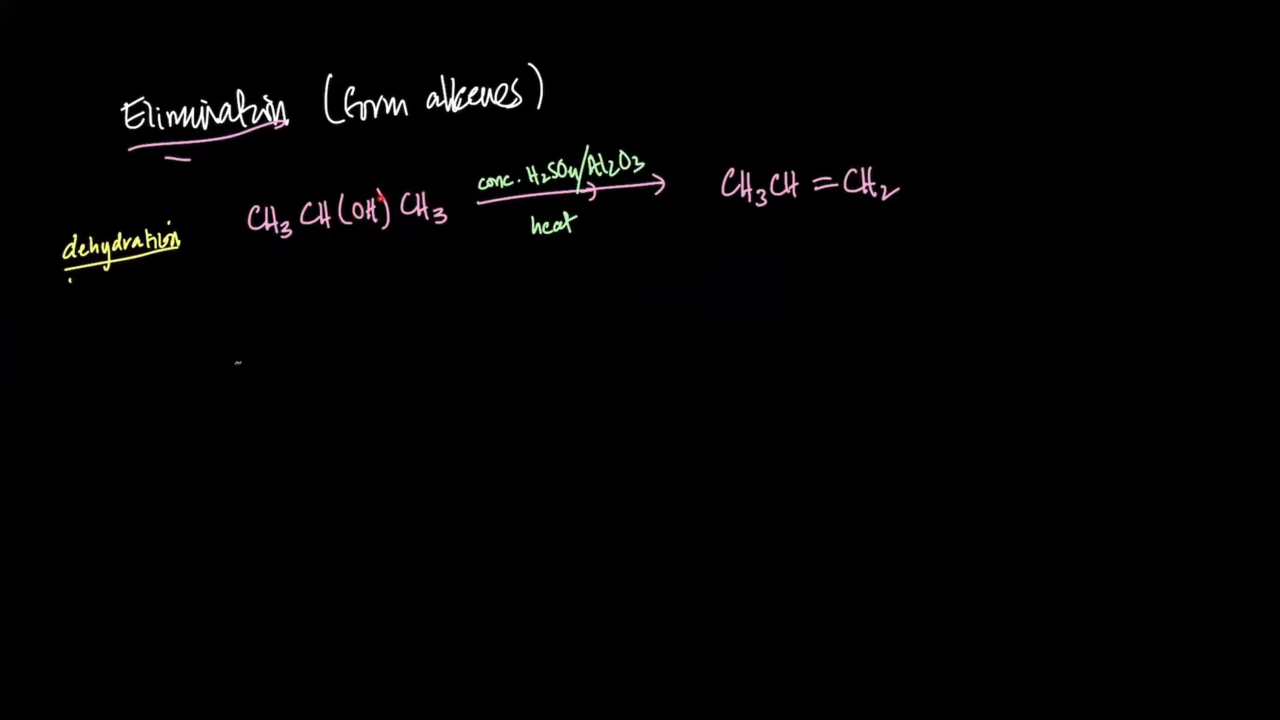 Elimination (form alkenes)
conc. H₂SO₄/Al₂O₃
CH₃CH(OH)CH₃ → CH₃CH=CH₂
heat
dehydration